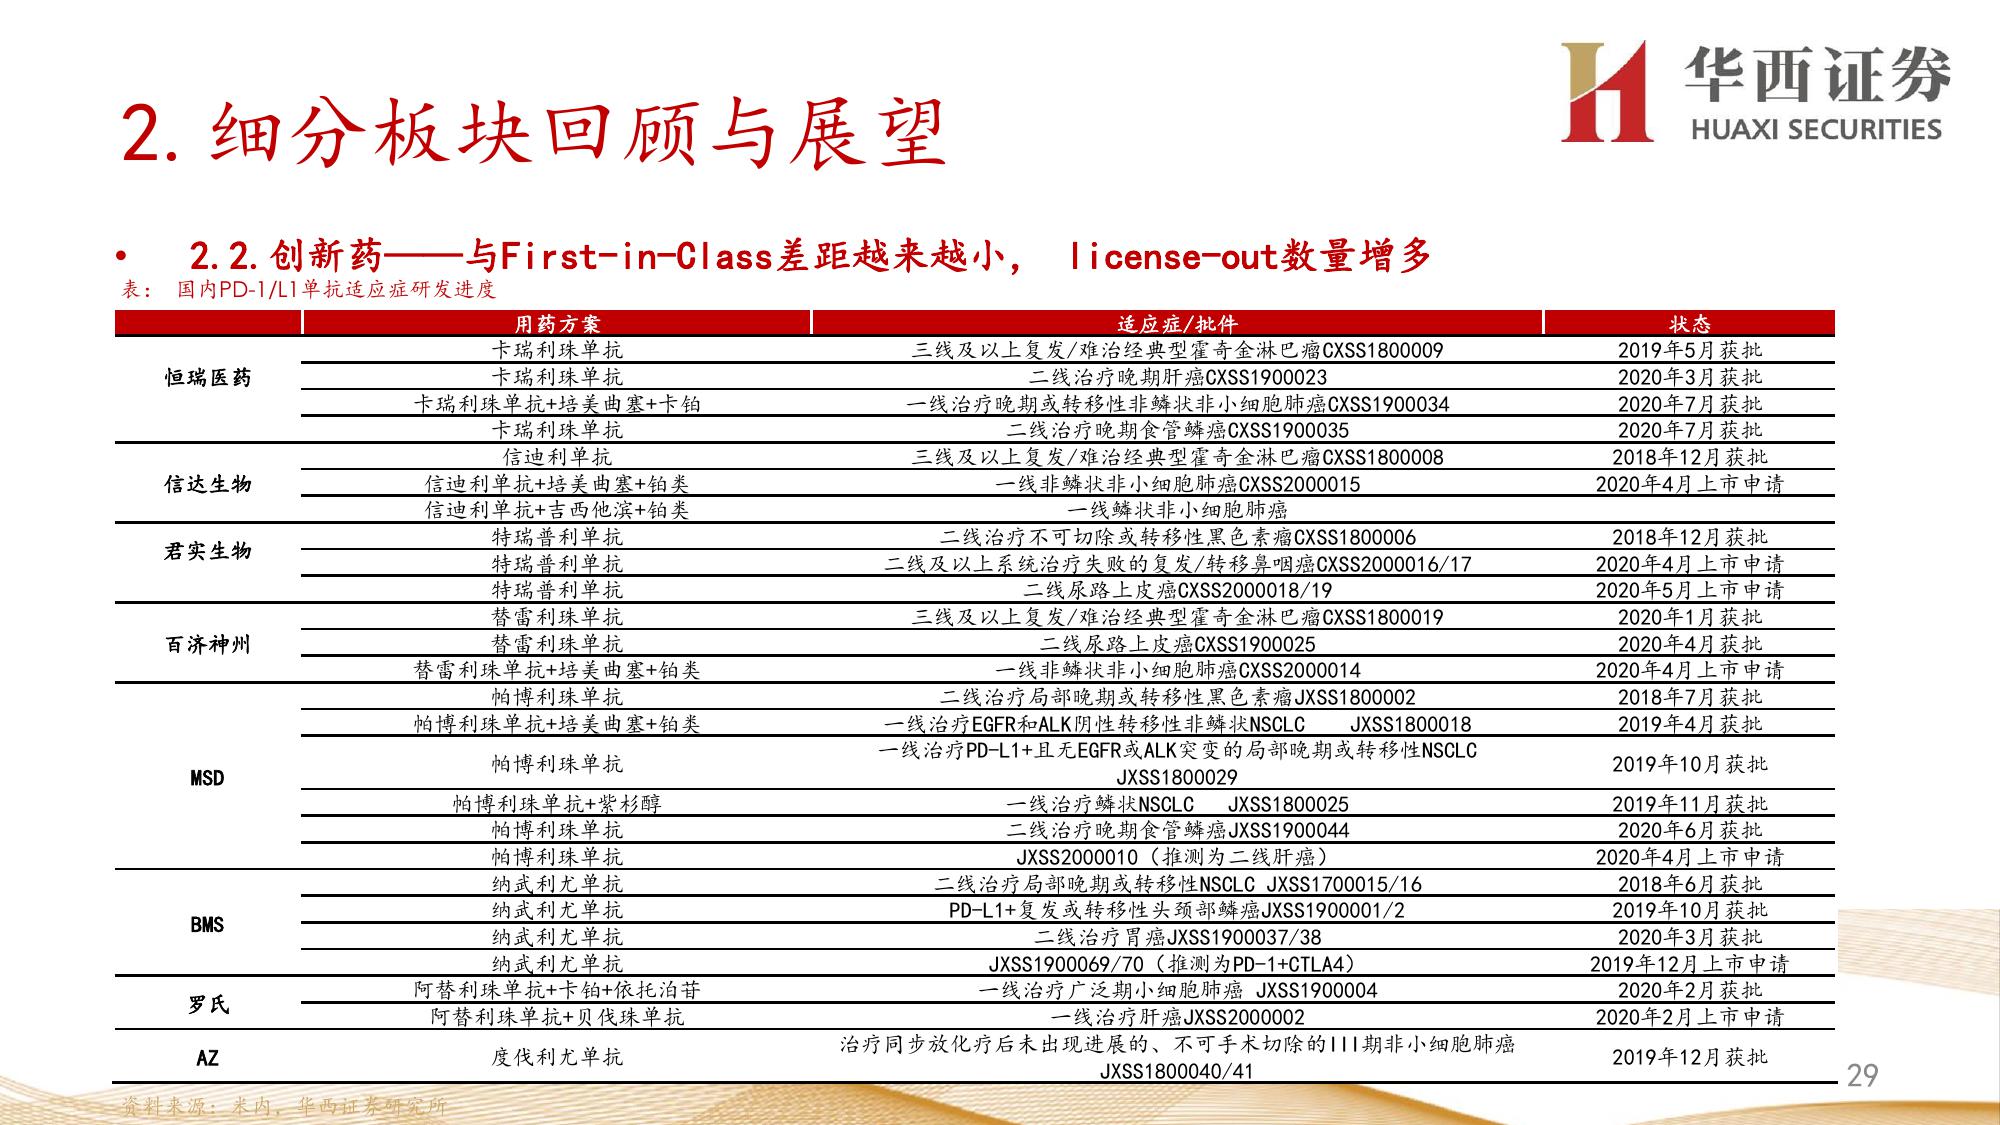 华西证券
HUAXI SECURITIES
2. 细分板块回顾与展望
• 2.2.创新药——与First-in-Class差距越来越小， license-out数量增多
表： 国内PD-1/L1单抗适应症研发进度
用药方案 适应症/批件 状态
恒瑞医药
卡瑞利珠单抗 三线及以上复发/难治经典型霍奇金淋巴瘤CXSS1800009 2019年5月获批
卡瑞利珠单抗 二线治疗晚期肝癌CXSS1900023 2020年3月获批
卡瑞利珠单抗+培美曲塞+卡铂 一线治疗晚期或转移性非鳞状非小细胞肺癌CXSS1900034 2020年7月获批
卡瑞利珠单抗 二线治疗晚期食管鳞癌CXSS1900035 2020年7月获批
信达生物
信迪利单抗 三线及以上复发/难治经典型霍奇金淋巴瘤CXSS1800008 2018年12月获批
信迪利单抗+培美曲塞+铂类 一线非鳞状非小细胞肺癌CXSS2000015 2020年4月上市申请
信迪利单抗+吉西他滨+铂类 一线鳞状非小细胞肺癌
君实生物
特瑞普利单抗 二线治疗不可切除或转移性黑色素瘤CXSS1800006 2018年12月获批
特瑞普利单抗 二线及以上系统治疗失败的复发/转移鼻咽癌CXSS2000016/17 2020年4月上市申请
特瑞普利单抗 二线尿路上皮癌CXSS2000018/19 2020年5月上市申请
百济神州
替雷利珠单抗 三线及以上复发/难治经典型霍奇金淋巴瘤CXSS1800019 2020年1月获批
替雷利珠单抗 二线尿路上皮癌CXSS1900025 2020年4月获批
替雷利珠单抗+培美曲塞+铂类 一线非鳞状非小细胞肺癌CXSS2000014 2020年4月上市申请
MSD
帕博利珠单抗 二线治疗局部晚期或转移性黑色素瘤JXSS1800002 2018年7月获批
帕博利珠单抗+培美曲塞+铂类 一线治疗EGFR和ALK阴性转移性非鳞状NSCLC JXSS1800018 2019年4月获批
帕博利珠单抗 一线治疗PD-L1+且无EGFR或ALK突变的局部晚期或转移性NSCLC
JXSS1800029 2019年10月获批
帕博利珠单抗+紫杉醇 一线治疗鳞状NSCLC JXSS1800025 2019年11月获批
帕博利珠单抗 二线治疗晚期食管鳞癌JXSS1900044 2020年6月获批
帕博利珠单抗 JXSS2000010（推测为二线肝癌） 2020年4月上市申请
BMS
纳武利尤单抗 二线治疗局部晚期或转移性NSCLC JXSS1700015/16 2018年6月获批
纳武利尤单抗 PD-L1+复发或转移性头颈部鳞癌JXSS1900001/2 2019年10月获批
纳武利尤单抗 二线治疗胃癌JXSS1900037/38 2020年3月获批
纳武利尤单抗 JXSS1900069/70（推测为PD-1+CTLA4） 2019年12月上市申请
罗氏
阿替利珠单抗+卡铂+依托泊苷 一线治疗广泛期小细胞肺癌 JXSS1900004 2020年2月获批
阿替利珠单抗+贝伐珠单抗 一线治疗肝癌JXSS2000002 2020年2月上市申请
AZ
度伐利尤单抗 治疗同步放化疗后未出现进展的、不可手术切除的III期非小细胞肺癌
JXSS1800040/41 2019年12月获批
资料来源：米内，华西证券研究所
29